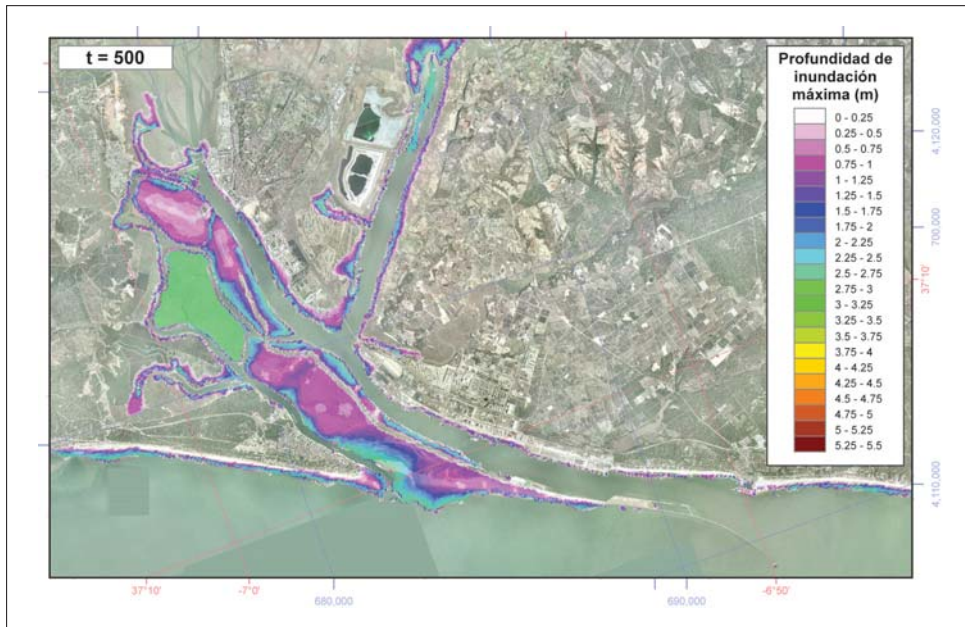 t = 500
Profundidad de
inundación
máxima (m)
0 - 0.25
0.25 - 0.5
0.5 - 0.75
0.75 - 1
1 - 1.25
1.25 - 1.5
1.5 - 1.75
1.75 - 2
2 - 2.25
2.25 - 2.5
2.5 - 2.75
2.75 - 3
3 - 3.25
3.25 - 3.5
3.5 - 3.75
3.75 - 4
4 - 4.25
4.25 - 4.5
4.5 - 4.75
4.75 - 5
5 - 5.25
5.25 - 5.5
4,120,000
700,000
37°10'
4,110,000
37°10'
-7°0'
680,000
690,000
-6°50'